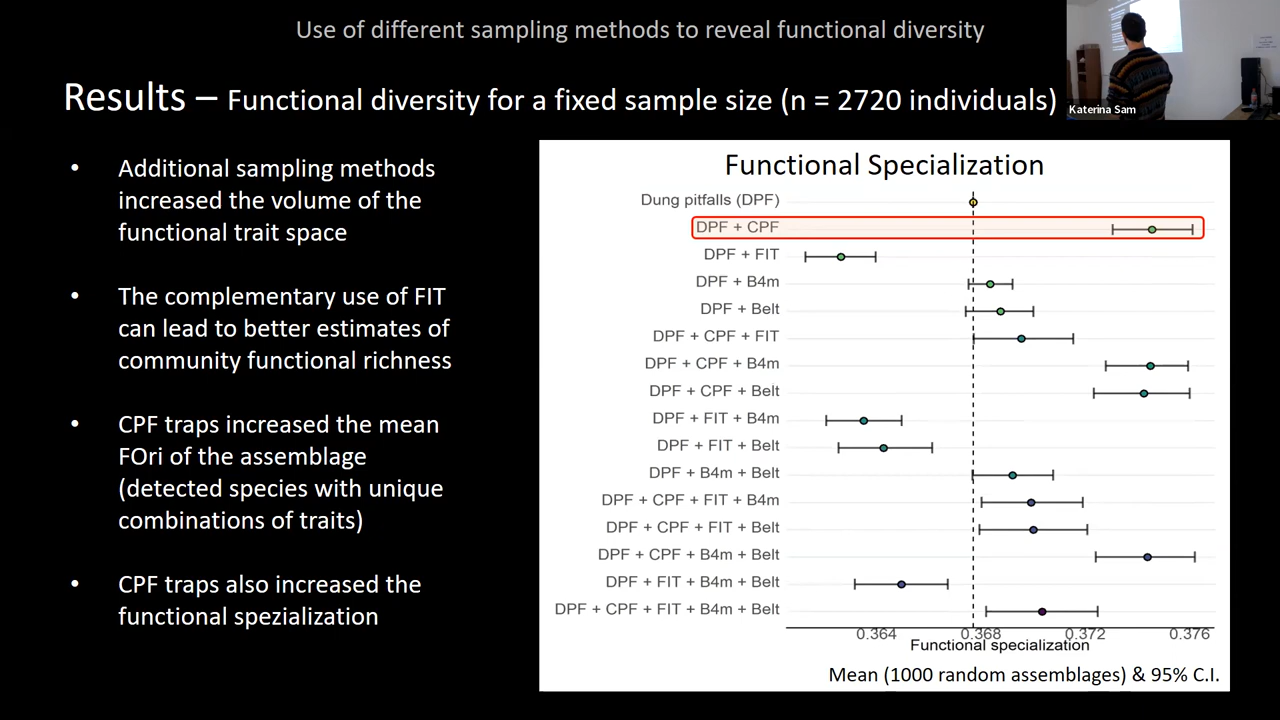 Use of different sampling methods to reveal functional diversity
Results – Functional diversity for a fixed sample size (n = 2720 individuals)
Katerina Sam
• Additional sampling methods
increased the volume of the
functional trait space
• The complementary use of FIT
can lead to better estimates of
community functional richness
• CPF traps increased the mean
FOri of the assemblage
(detected species with unique
combinations of traits)
• CPF traps also increased the
functional spezialization
Functional Specialization
Dung pitfalls (DPF)
DPF + CPF
DPF + FIT
DPF + B4m
DPF + Belt
DPF + CPF + FIT
DPF + CPF + B4m
DPF + CPF + Belt
DPF + FIT + B4m
DPF + FIT + Belt
DPF + B4m + Belt
DPF + CPF + FIT + B4m
DPF + CPF + FIT + Belt
DPF + CPF + B4m + Belt
DPF + FIT + B4m + Belt
DPF + CPF + FIT + B4m + Belt
0.364 0.368 0.372 0.376
Functional specialization
Mean (1000 random assemblages) & 95% C.I.